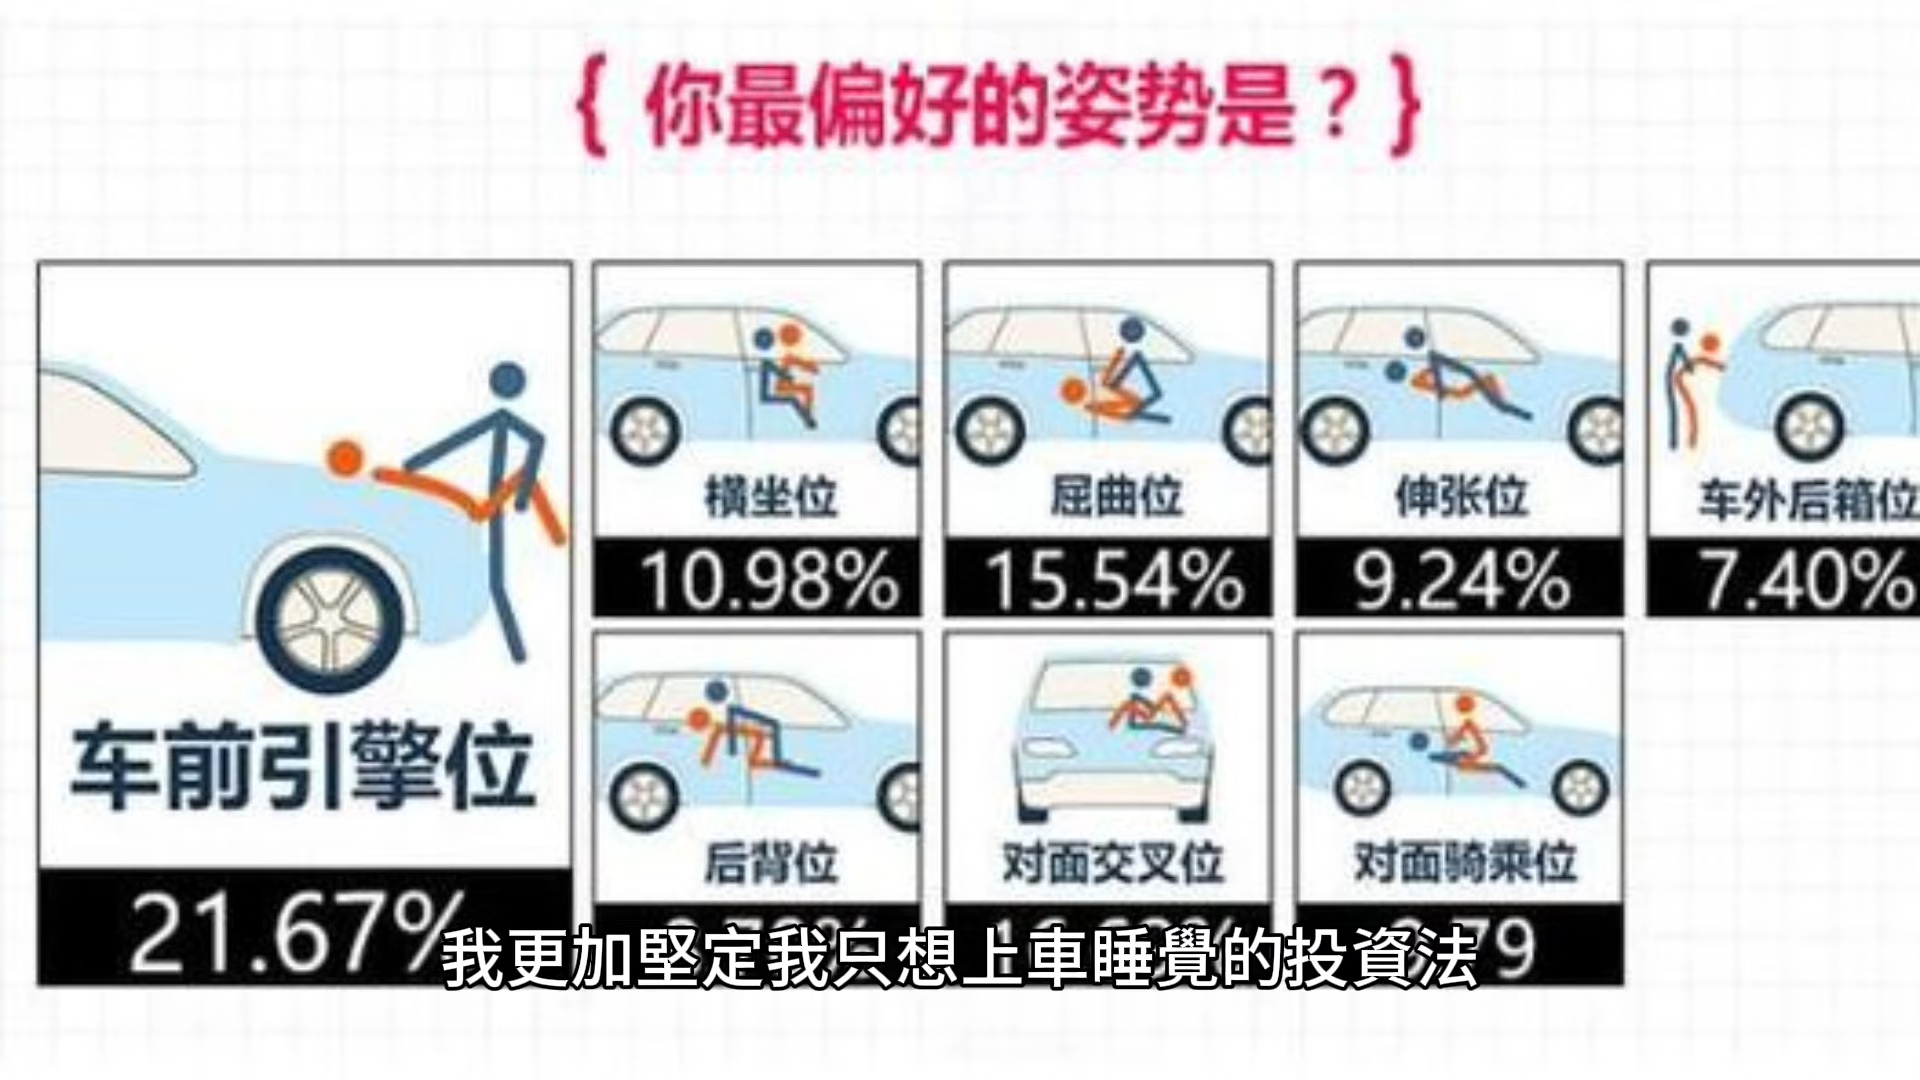 { 你最偏好的姿势是？}
车前引擎位
21.67%
横坐位
10.98%
屈曲位
15.54%
伸张位
9.24%
车外后箱位
7.40%
后背位
对面交叉位
对面骑乘位
我更加堅定我只想上車睡覺的投資法